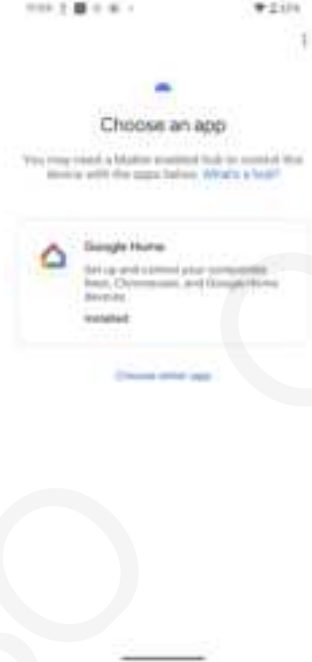 Choose an app
You may need a Matter-enabled hub to control this
device with the apps below. What's a hub?
Google Home
Set up and control your compatible
Nest, Chromecast, and Google Home
devices
Installed
Choose other app